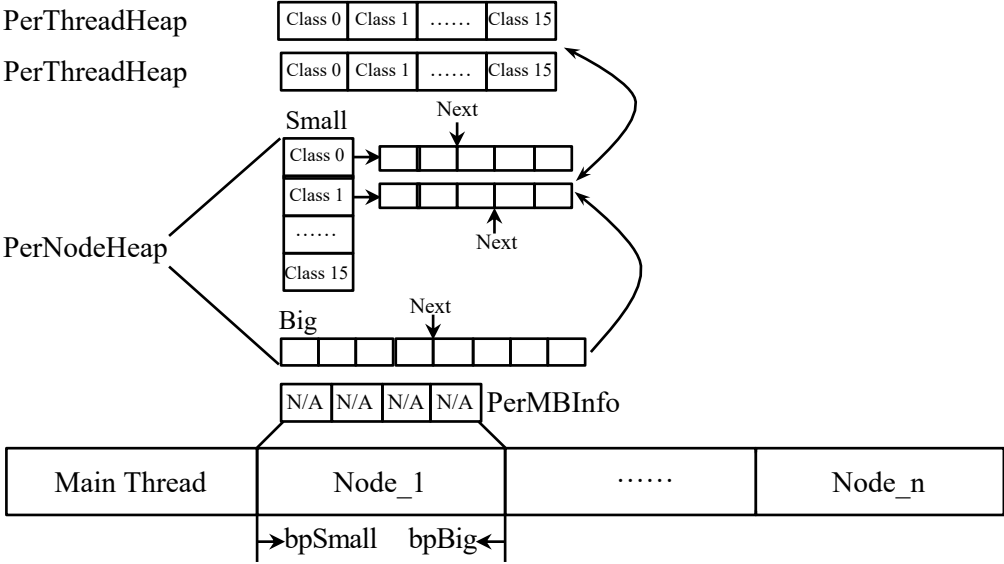 PerThreadHeap Class 0 Class 1 ...... Class 15
PerThreadHeap Class 0 Class 1 ...... Class 15
Next
Small
Class 0
Class 1
Next
......
PerNodeHeap
Class 15
Next
Big
N/A N/A N/A N/A PerMBInfo
Main Thread Node_1 ...... Node_n
bpSmall bpBig